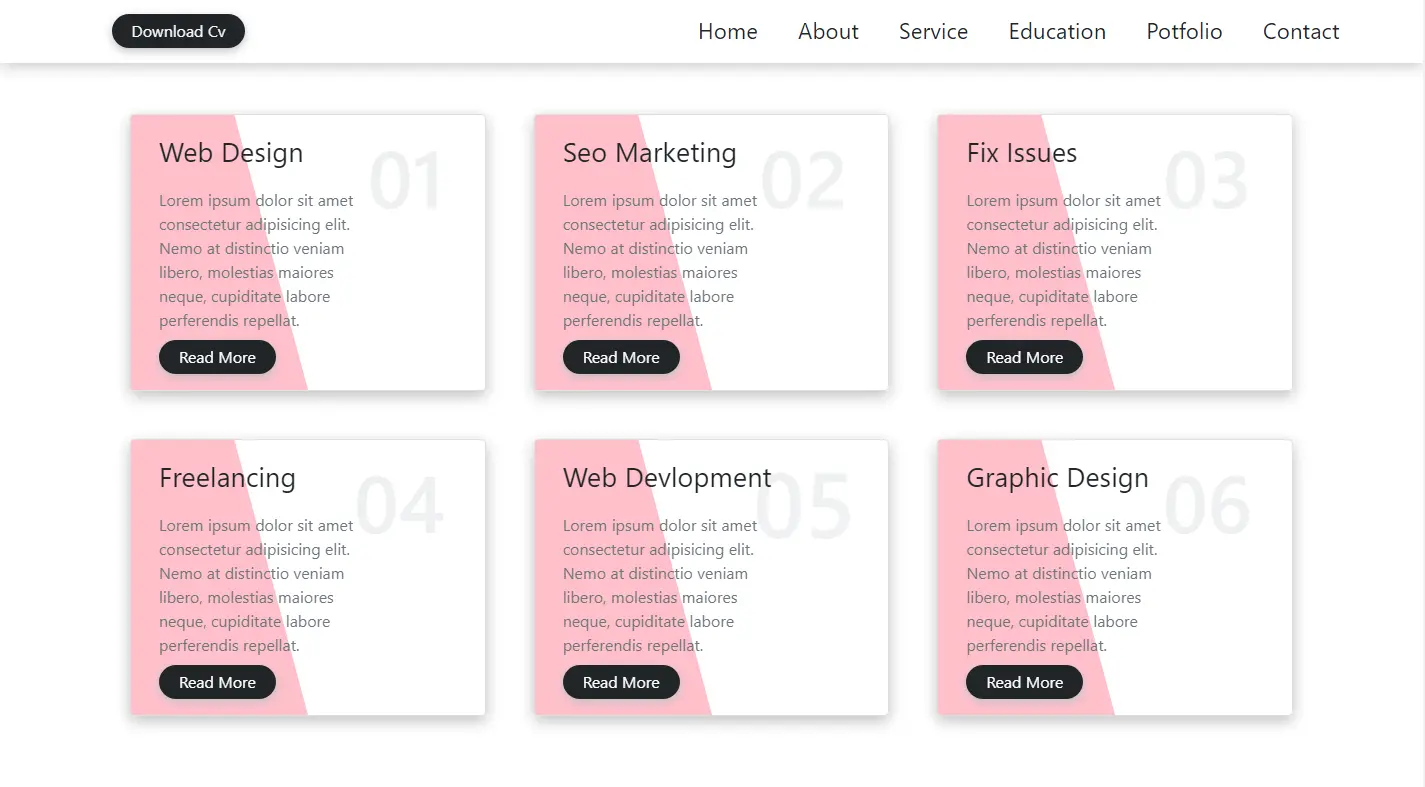 Download Cv
Home About Service Education Potfolio Contact
Web Design
01
Lorem ipsum dolor sit amet
consectetur adipisicing elit.
Nemo at distinctio veniam
libero, molestias maiores
neque, cupiditate labore
perferendis repellat.
Read More
Seo Marketing
02
Lorem ipsum dolor sit amet
consectetur adipisicing elit.
Nemo at distinctio veniam
libero, molestias maiores
neque, cupiditate labore
perferendis repellat.
Read More
Fix Issues
03
Lorem ipsum dolor sit amet
consectetur adipisicing elit.
Nemo at distinctio veniam
libero, molestias maiores
neque, cupiditate labore
perferendis repellat.
Read More
Freelancing
04
Lorem ipsum dolor sit amet
consectetur adipisicing elit.
Nemo at distinctio veniam
libero, molestias maiores
neque, cupiditate labore
perferendis repellat.
Read More
Web Devlopment
05
Lorem ipsum dolor sit amet
consectetur adipisicing elit.
Nemo at distinctio veniam
libero, molestias maiores
neque, cupiditate labore
perferendis repellat.
Read More
Graphic Design
06
Lorem ipsum dolor sit amet
consectetur adipisicing elit.
Nemo at distinctio veniam
libero, molestias maiores
neque, cupiditate labore
perferendis repellat.
Read More